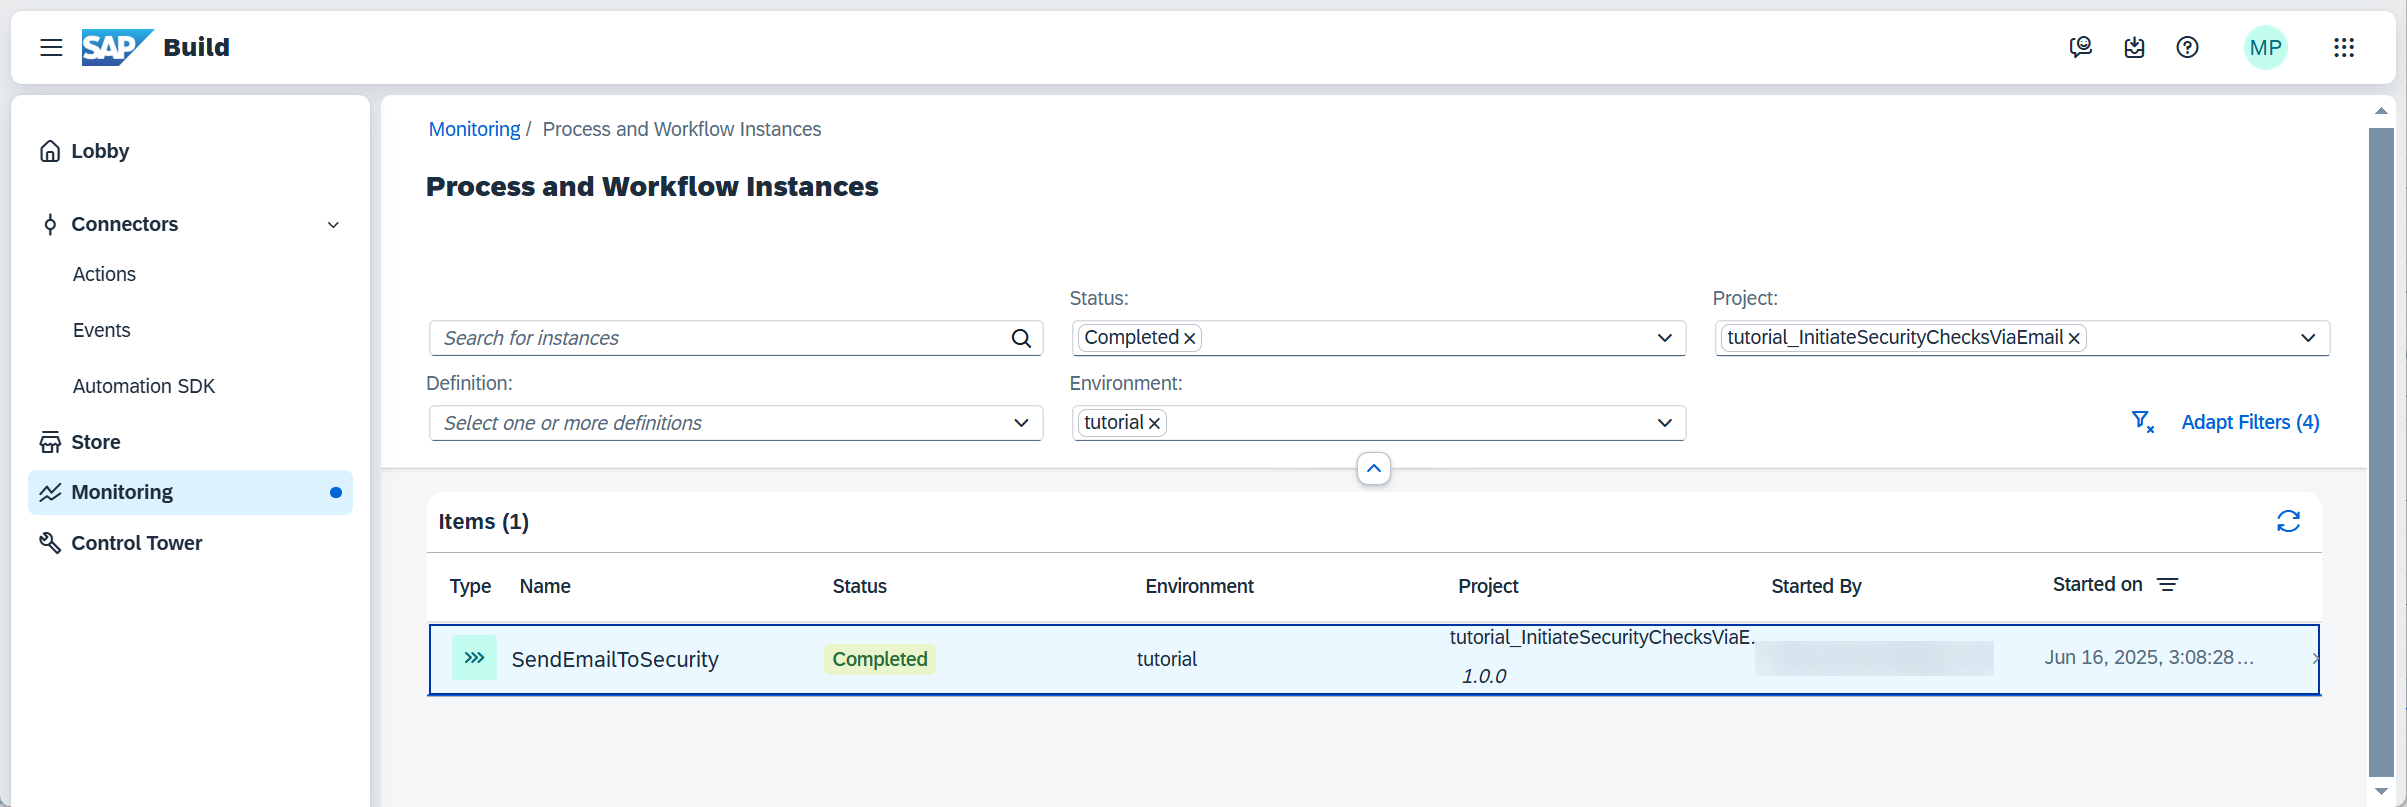 SAP Build
MP
Lobby
Connectors
Actions
Events
Automation SDK
Store
Monitoring
Control Tower
Monitoring / Process and Workflow Instances
Process and Workflow Instances
Search for instances
Status:
Completed
Project:
tutorial_InitiateSecurityChecksViaEmail
Definition:
Select one or more definitions
Environment:
tutorial
Adapt Filters (4)
Items (1)
Type Name Status Environment Project Started By Started on
SendEmailToSecurity Completed tutorial tutorial_InitiateSecurityChecksViaE. Jun 16, 2025, 3:08:28...
1.0.0